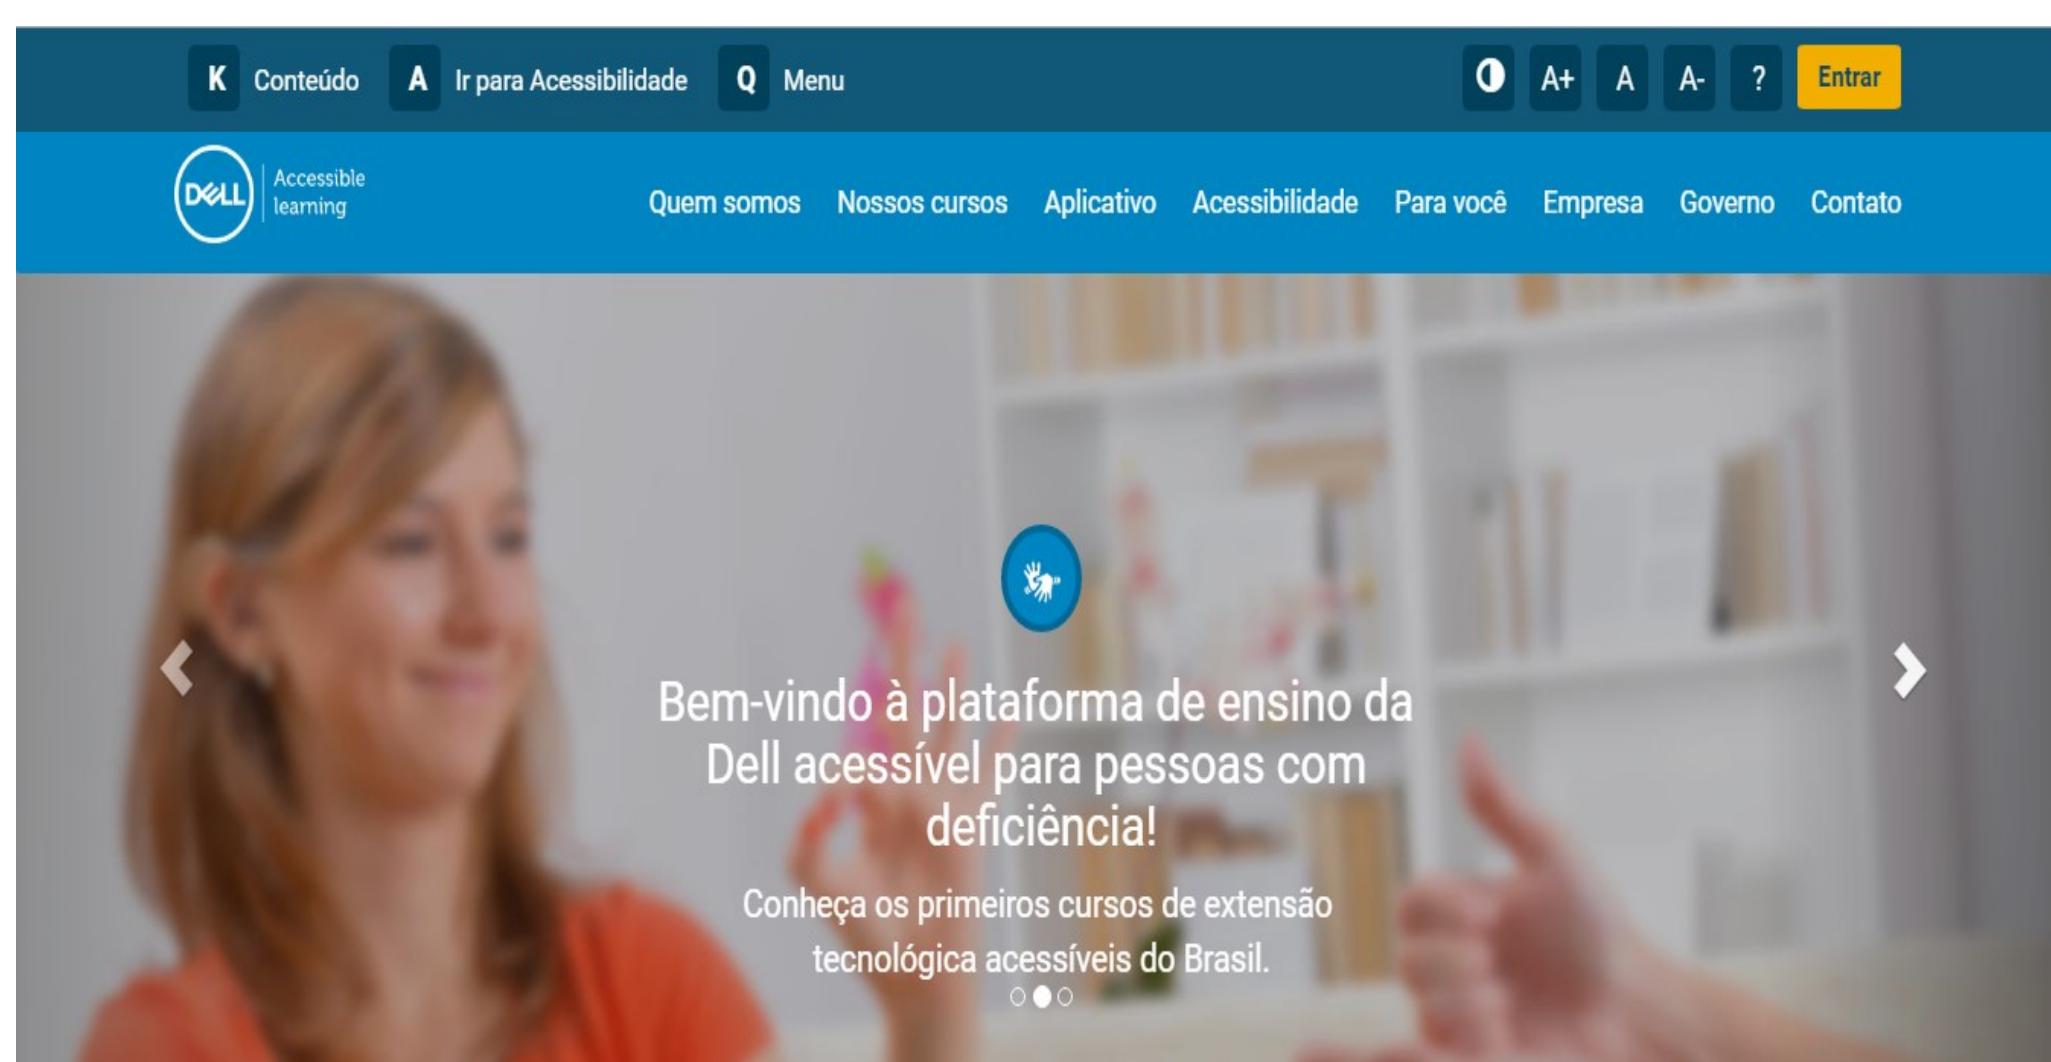 K Conteúdo A Ir para Acessibilidade Q Menu A+ A A- ? Entrar
DELL Accessible
learning
Quem somos Nossos cursos Aplicativo Acessibilidade Para você Empresa Governo Contato
Bem-vindo à plataforma de ensino da
Dell acessível para pessoas com
deficiência!
Conheça os primeiros cursos de extensão
tecnológica acessíveis do Brasil.